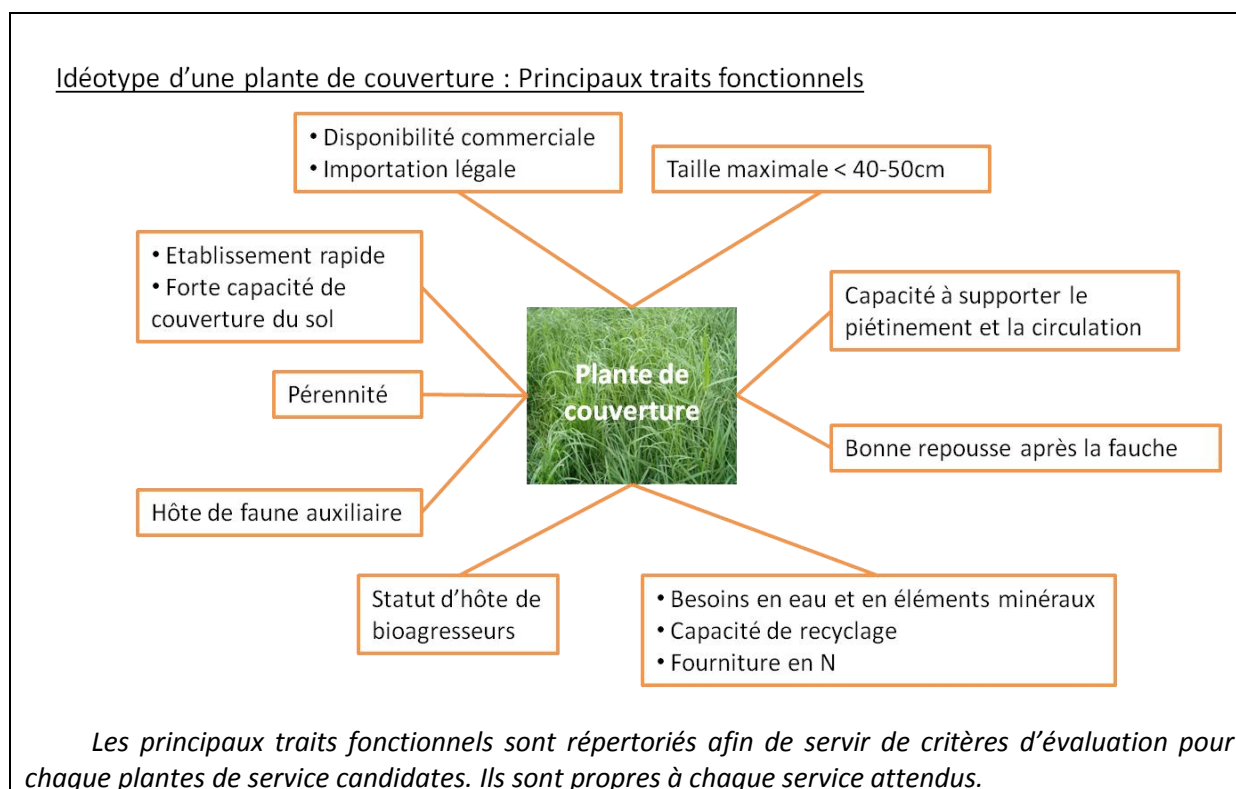 Idéotype d'une plante de couverture : Principaux traits fonctionnels
• Disponibilité commerciale
• Importation légale
Taille maximale < 40-50cm
• Etablissement rapide
• Forte capacité de
couverture du sol
Capacité à supporter le
piétinement et la circulation
Plante de
couverture
Pérennité
Bonne repousse après la fauche
Hôte de faune auxiliaire
Statut d'hôte de
bioagresseurs
• Besoins en eau et en éléments minéraux
• Capacité de recyclage
• Fourniture en N
Les principaux traits fonctionnels sont répertoriés afin de servir de critères d'évaluation pour
chaque plantes de service candidates. Ils sont propres à chaque service attendus.